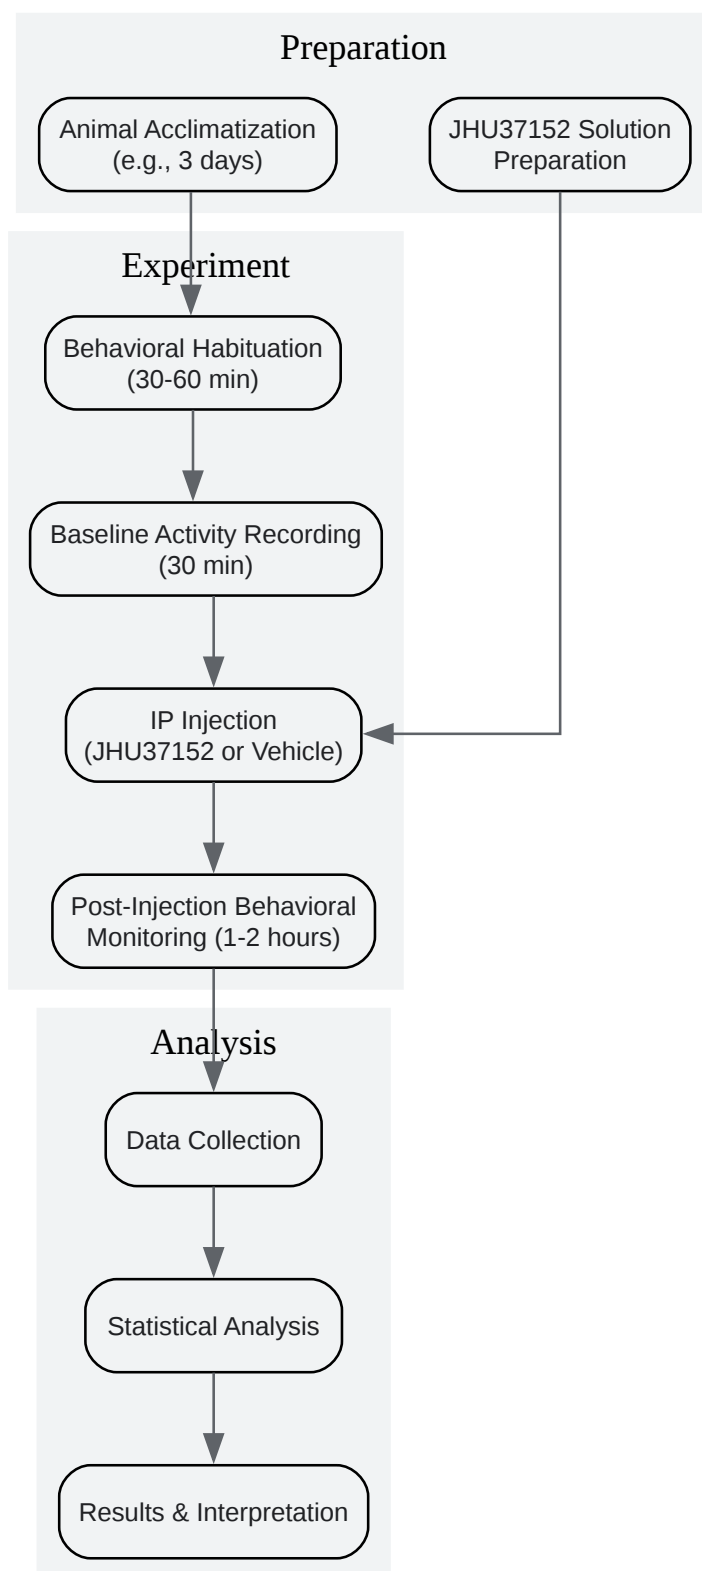 Preparation
Animal Acclimatization
(e.g., 3 days)
JHU37152 Solution
Preparation
Experiment
Behavioral Habituation
(30-60 min)
Baseline Activity Recording
(30 min)
IP Injection
(JHU37152 or Vehicle)
Post-Injection Behavioral
Monitoring (1-2 hours)
Analysis
Data Collection
Statistical Analysis
Results & Interpretation